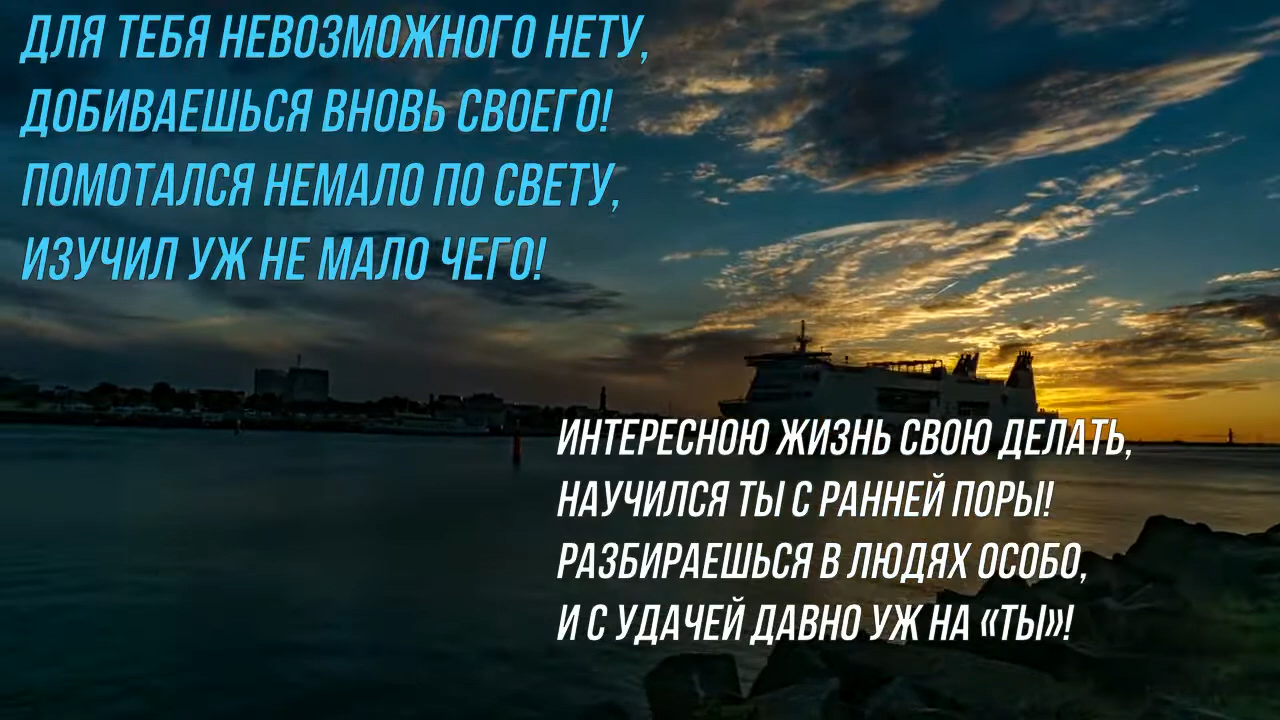 ДЛЯ ТЕБЯ НЕВОЗМОЖНОГО НЕТУ,
ДОБИВАЕШЬСЯ ВНОВЬ СВОЕГО!
ПОМОТАЛСЯ НЕМАЛО ПО СВЕТУ,
ИЗУЧИЛ УЖ НЕ МАЛО ЧЕГО!
ИНТЕРЕСНОЮ ЖИЗНЬ СВОЮ ДЕЛАТЬ,
НАУЧИЛСЯ ТЫ С РАННЕЙ ПОРЫ!
РАЗБИРАЕШЬСЯ В ЛЮДЯХ ОСОБО,
И С УДАЧЕЙ ДАВНО УЖ НА «ТЫ»!